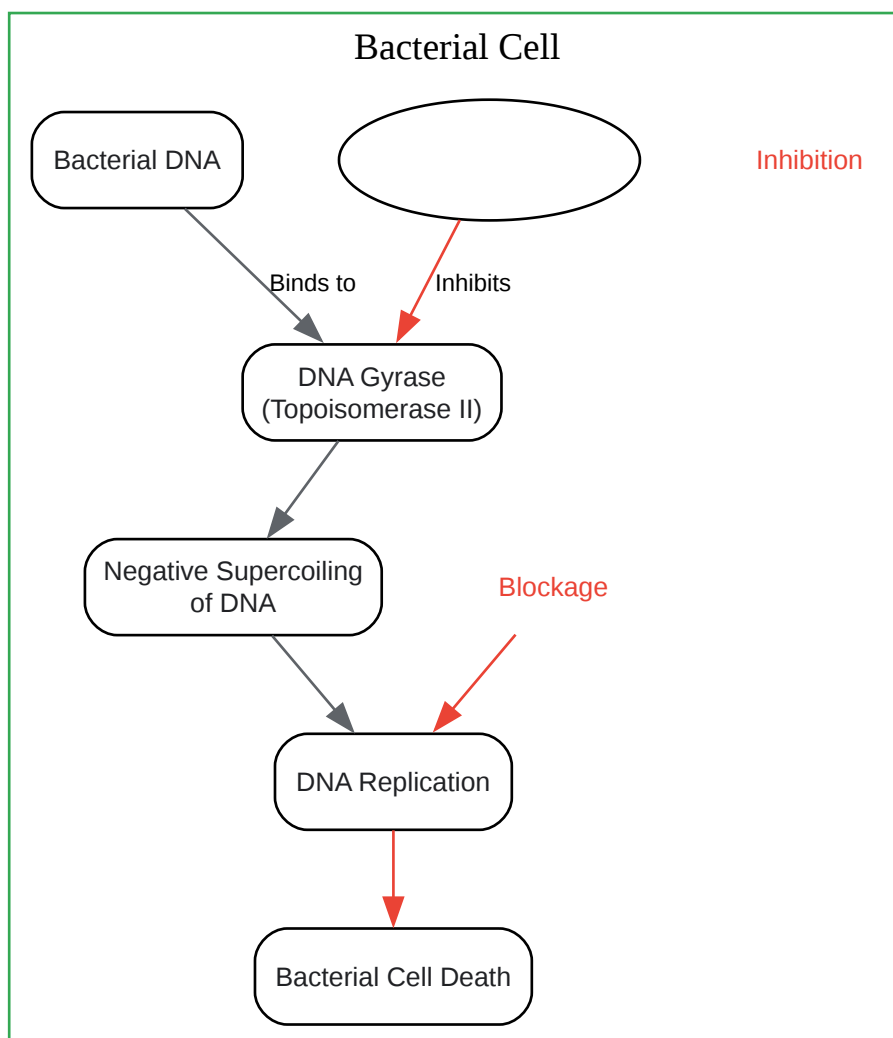 Bacterial Cell
Bacterial DNA
Inhibition
Binds to
Inhibits
DNA Gyrase
(Topoisomerase II)
Negative Supercoiling
of DNA
Blockage
DNA Replication
Bacterial Cell Death